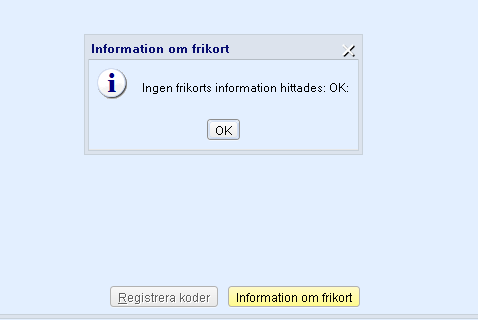 Information om frikort
Ingen frikorts information hittades: OK:
OK
Registrera koder
Information om frikort